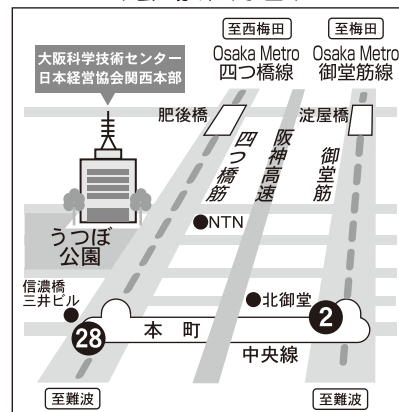 至西梅田
至梅田
Osaka Metro
四つ橋線
Osaka Metro
御堂筋線
大阪科学技術センター
日本経営協会関西本部
肥後橋
淀屋橋
四つ橋筋
阪神高速
御堂筋
NTN
うつぼ
公園
信濃橋
三井ビル
北御堂
2
28
本町
中央線
至難波
至難波